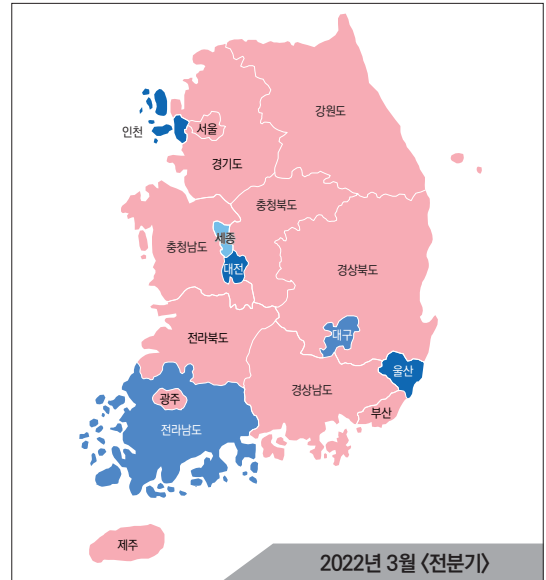 강원도
인천
서울
경기도
충청북도
세종
충청남도
대전
경상북도
전라북도
대구
울산
경상남도
광주
부산
전라남도
제주
2022년 3월 〈전분기〉